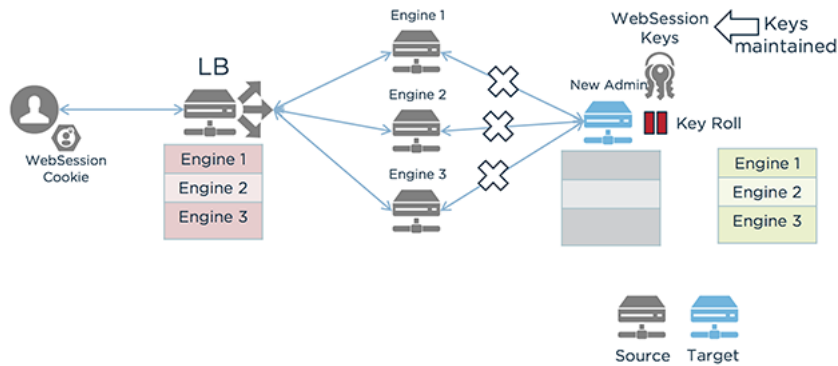 Engine 1
WebSession
Keys
Keys
maintained
LB
Engine 2
New Admin
Key Roll
WebSession
Cookie
Engine 1
Engine 2
Engine 3
Engine 3
Engine 1
Engine 2
Engine 3
Source
Target